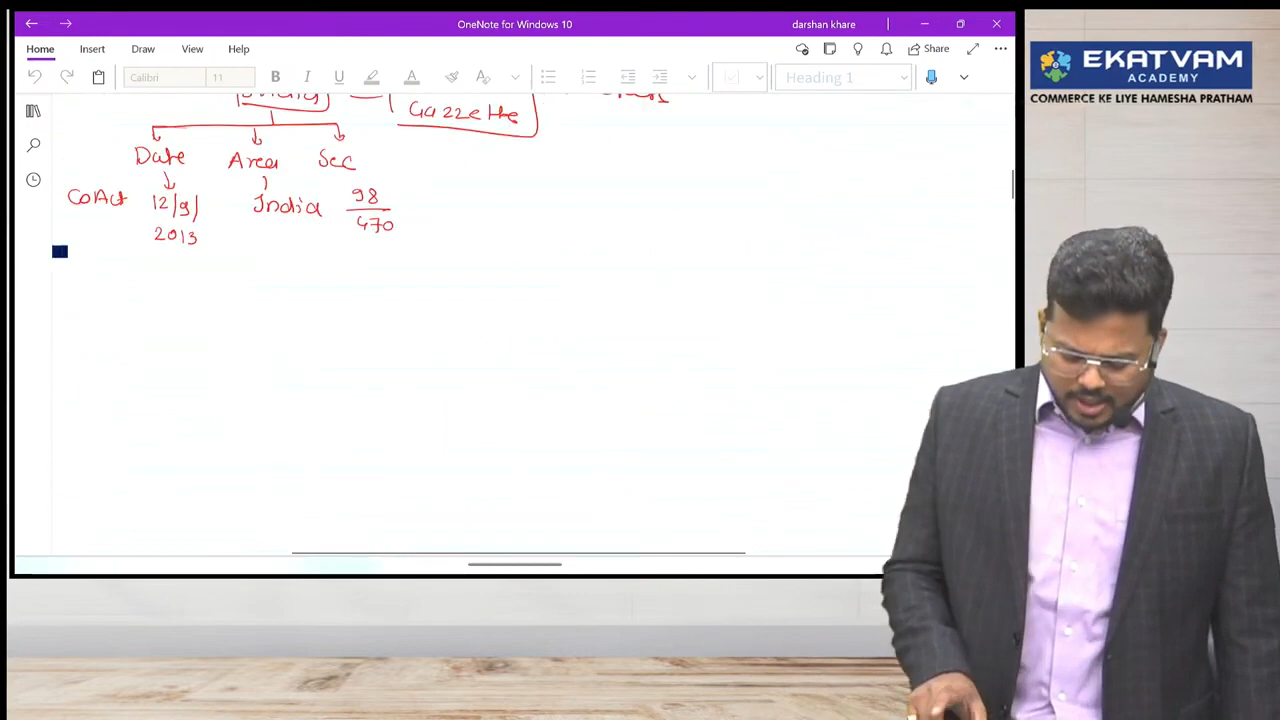 OneNote for Windows 10
darshan khare
Home Insert Draw View Help
Share
Calibri 11 B I U A Heading 1
Gazzette
Date Area Sec
CoAct 12/9/ India 98
2013 470
EKATVAM
ACADEMY
COMMERCE KE LIYE HAMESHA PRATHAM